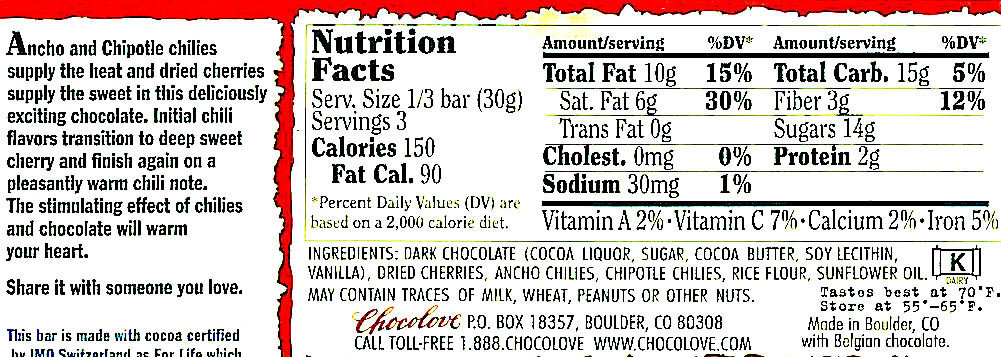 Ancho and Chipotle chilies
supply the heat and dried cherries
supply the sweet in this deliciously
exciting chocolate. Initial chili
flavors transition to deep sweet
cherry and finish again on a
pleasantly warm chili note.
The stimulating effect of chilies
and chocolate will warm
your heart.
Share it with someone you love.
This bar is made with cocoa certified
by IMO Switzerland as For Life which
Nutrition
Facts
Serv. Size 1/3 bar (30g)
Servings 3
Calories 150
Fat Cal. 90
*Percent Daily Values (DV) are
based on a 2,000 calorie diet.
Amount/serving %DV* Amount/serving %DV*
Total Fat 10g 15% Total Carb. 15g 5%
Sat. Fat 6g 30% Fiber 3g 12%
Trans Fat 0g Sugars 14g
Cholest. 0mg 0% Protein 2g
Sodium 30mg 1%
Vitamin A 2%·Vitamin C 7%·Calcium 2%·Iron 5%
INGREDIENTS: DARK CHOCOLATE (COCOA LIQUOR, SUGAR, COCOA BUTTER, SOY LECITHIN,
VANILLA), DRIED CHERRIES, ANCHO CHILIES, CHIPOTLE CHILIES, RICE FLOUR, SUNFLOWER OIL.
MAY CONTAIN TRACES OF MILK, WHEAT, PEANUTS OR OTHER NUTS.
K
DAIRY
Tastes best at 70°F.
Store at 55°-65°F.
Chocolove P.O. BOX 18357, BOULDER, CO 80308
CALL TOLL-FREE 1.888.CHOCOLOVE WWW.CHOCOLOVE.COM
Made in Boulder, CO
with Belgian chocolate.